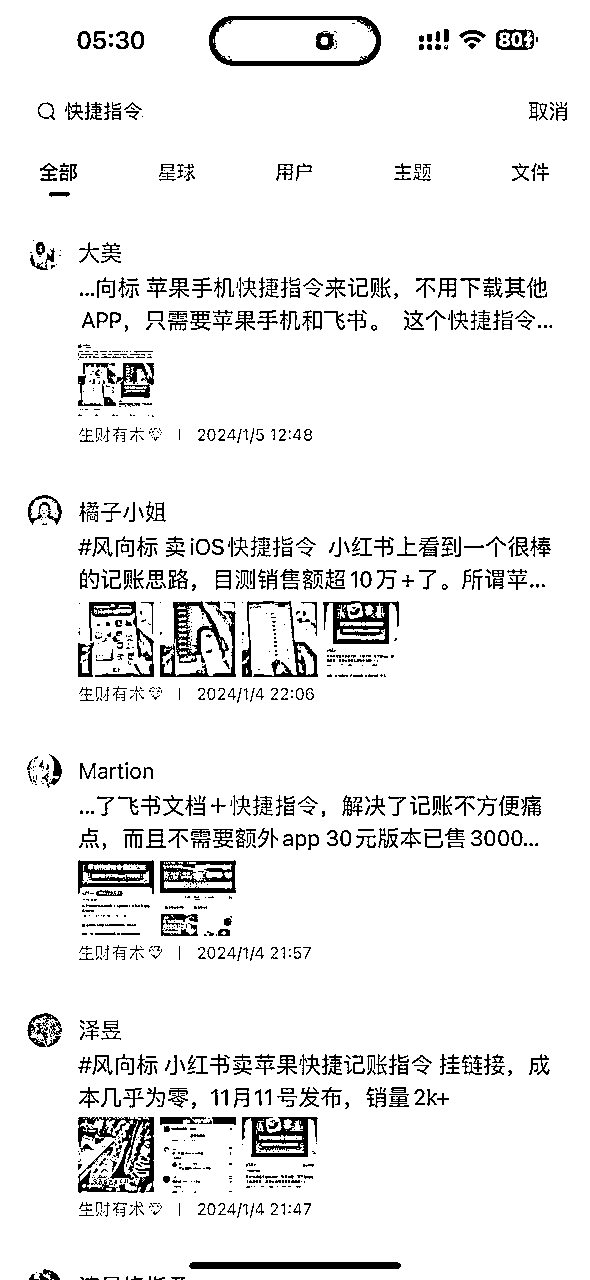 05:30
80
快捷指令
取消
全部
星球
用户
主题
文件
大美
...向标 苹果手机快捷指令来记账，不用下载其他
APP，只需要苹果手机和飞书。 这个快捷指令...
生财有术 | 2024/1/5 12:48
橘子小姐
#风向标 卖iOS快捷指令 小红书上看到一个很棒
的记账思路，目测销售额超10万+了。所谓苹...
生财有术 | 2024/1/4 22:06
Martion
...了飞书文档＋快捷指令，解决了记账不方便痛
点，而且不需要额外app 30元版本已售3000...
生财有术 | 2024/1/4 21:57
泽昱
#风向标 小红书卖苹果快捷记账指令 挂链接，成
本几乎为零，11月11号发布，销量2k+
生财有术 | 2024/1/4 21:47